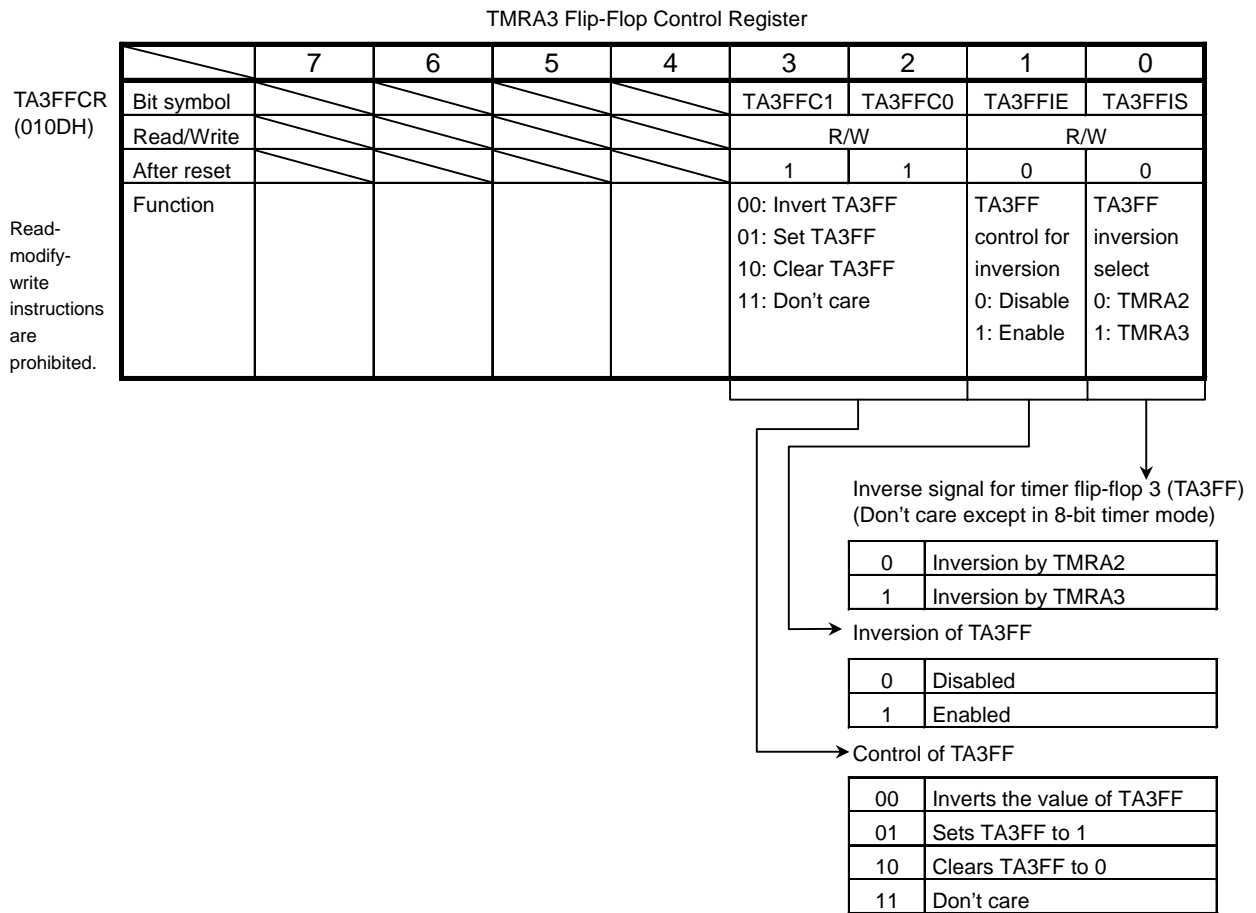 TMRA3 Flip-Flop Control Register
7 6 5 4 3 2 1 0
TA3FFCR
(010DH)
Bit symbol TA3FFC1 TA3FFC0 TA3FFIE TA3FFIS
Read/Write R/W R/W
After reset 1 1 0 0
Function
00: Invert TA3FF
01: Set TA3FF
10: Clear TA3FF
11: Don't care
TA3FF
control for
inversion
0: Disable
1: Enable
TA3FF
inversion
select
0: TMRA2
1: TMRA3
Read-
modify-
write
instructions
are
prohibited.
Inverse signal for timer flip-flop 3 (TA3FF)
(Don't care except in 8-bit timer mode)
0 Inversion by TMRA2
1 Inversion by TMRA3
Inversion of TA3FF
0 Disabled
1 Enabled
Control of TA3FF
00 Inverts the value of TA3FF
01 Sets TA3FF to 1
10 Clears TA3FF to 0
11 Don't care